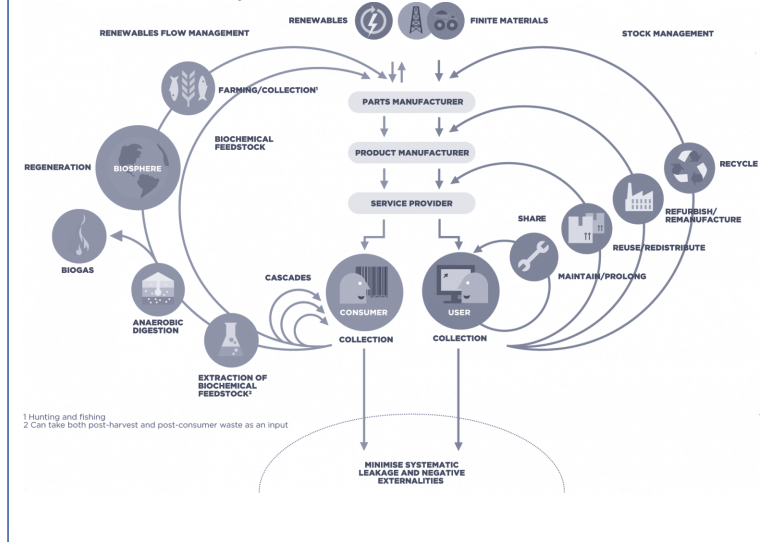 RENEWABLES
FINITE MATERIALS
RENEWABLES FLOW MANAGEMENT
STOCK MANAGEMENT
FARMING/COLLECTION¹
PARTS MANUFACTURER
BIOCHEMICAL
FEEDSTOCK
PRODUCT MANUFACTURER
REGENERATION
BIOSPHERE
RECYCLE
SERVICE PROVIDER
SHARE
REFURBISH/
REMANUFACTURE
REUSE/REDISTRIBUTE
BIOGAS
CASCADES
MAINTAIN/PROLONG
CONSUMER
USER
ANAEROBIC
DIGESTION
COLLECTION
COLLECTION
EXTRACTION OF
BIOCHEMICAL
FEEDSTOCK²
1 Hunting and fishing
2 Can take both post-harvest and post-consumer waste as an input
MINIMISE SYSTEMATIC
LEAKAGE AND NEGATIVE
EXTERNALITIES